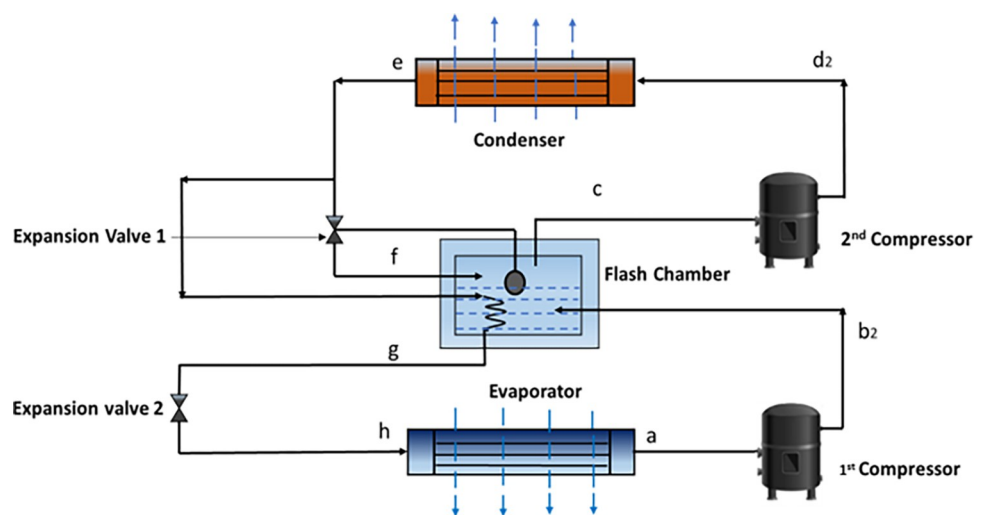 e
d2
Condenser
c
Expansion Valve 1
2nd Compressor
f
Flash Chamber
b2
g
Evaporator
Expansion valve 2
h
a
1st Compressor